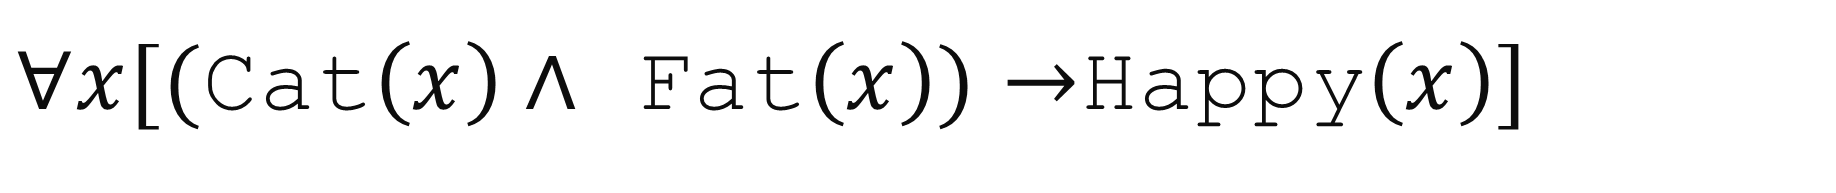 ∀x[(Cat(x) ∧ Fat(x)) →Happy(x)]